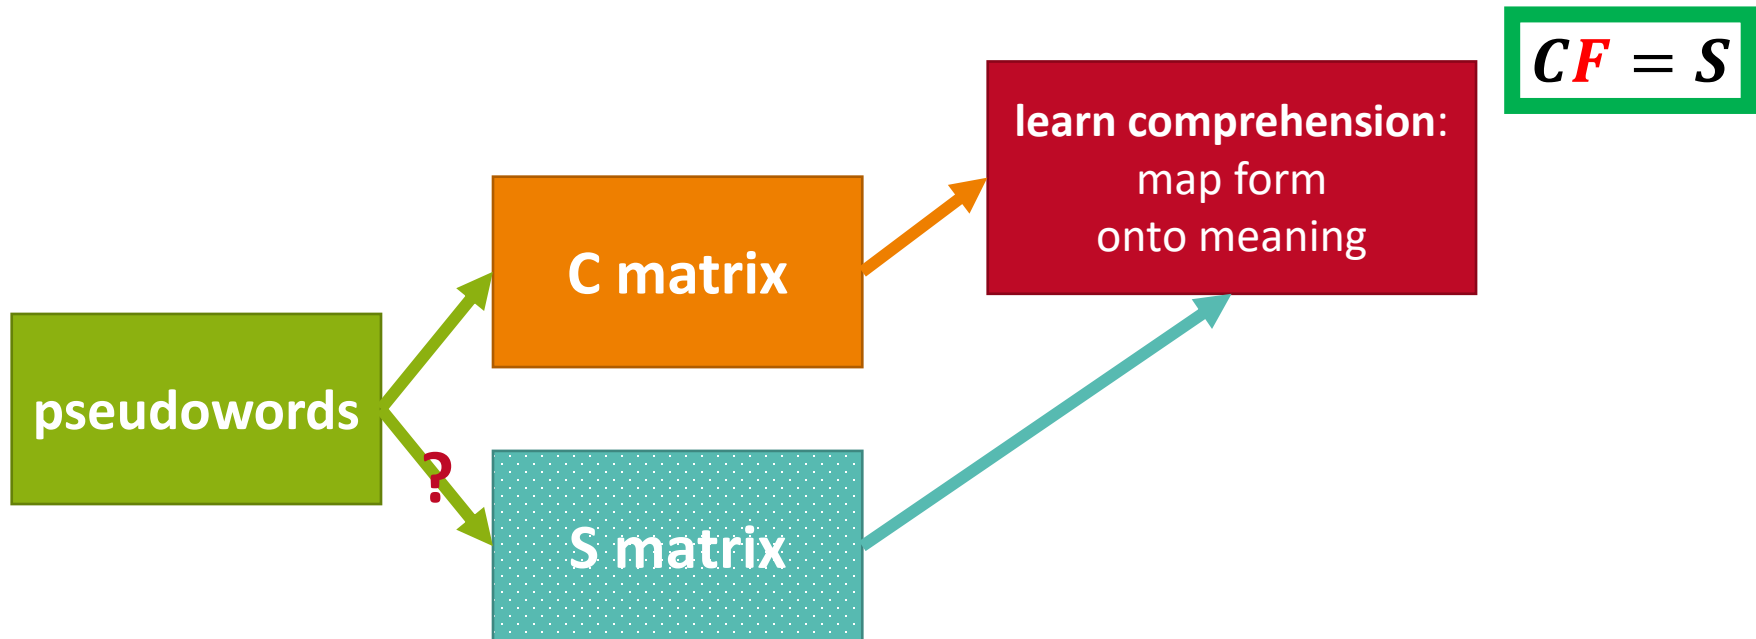 CF = S
learn comprehension:
map form
onto meaning
C matrix
pseudowords
?
S matrix